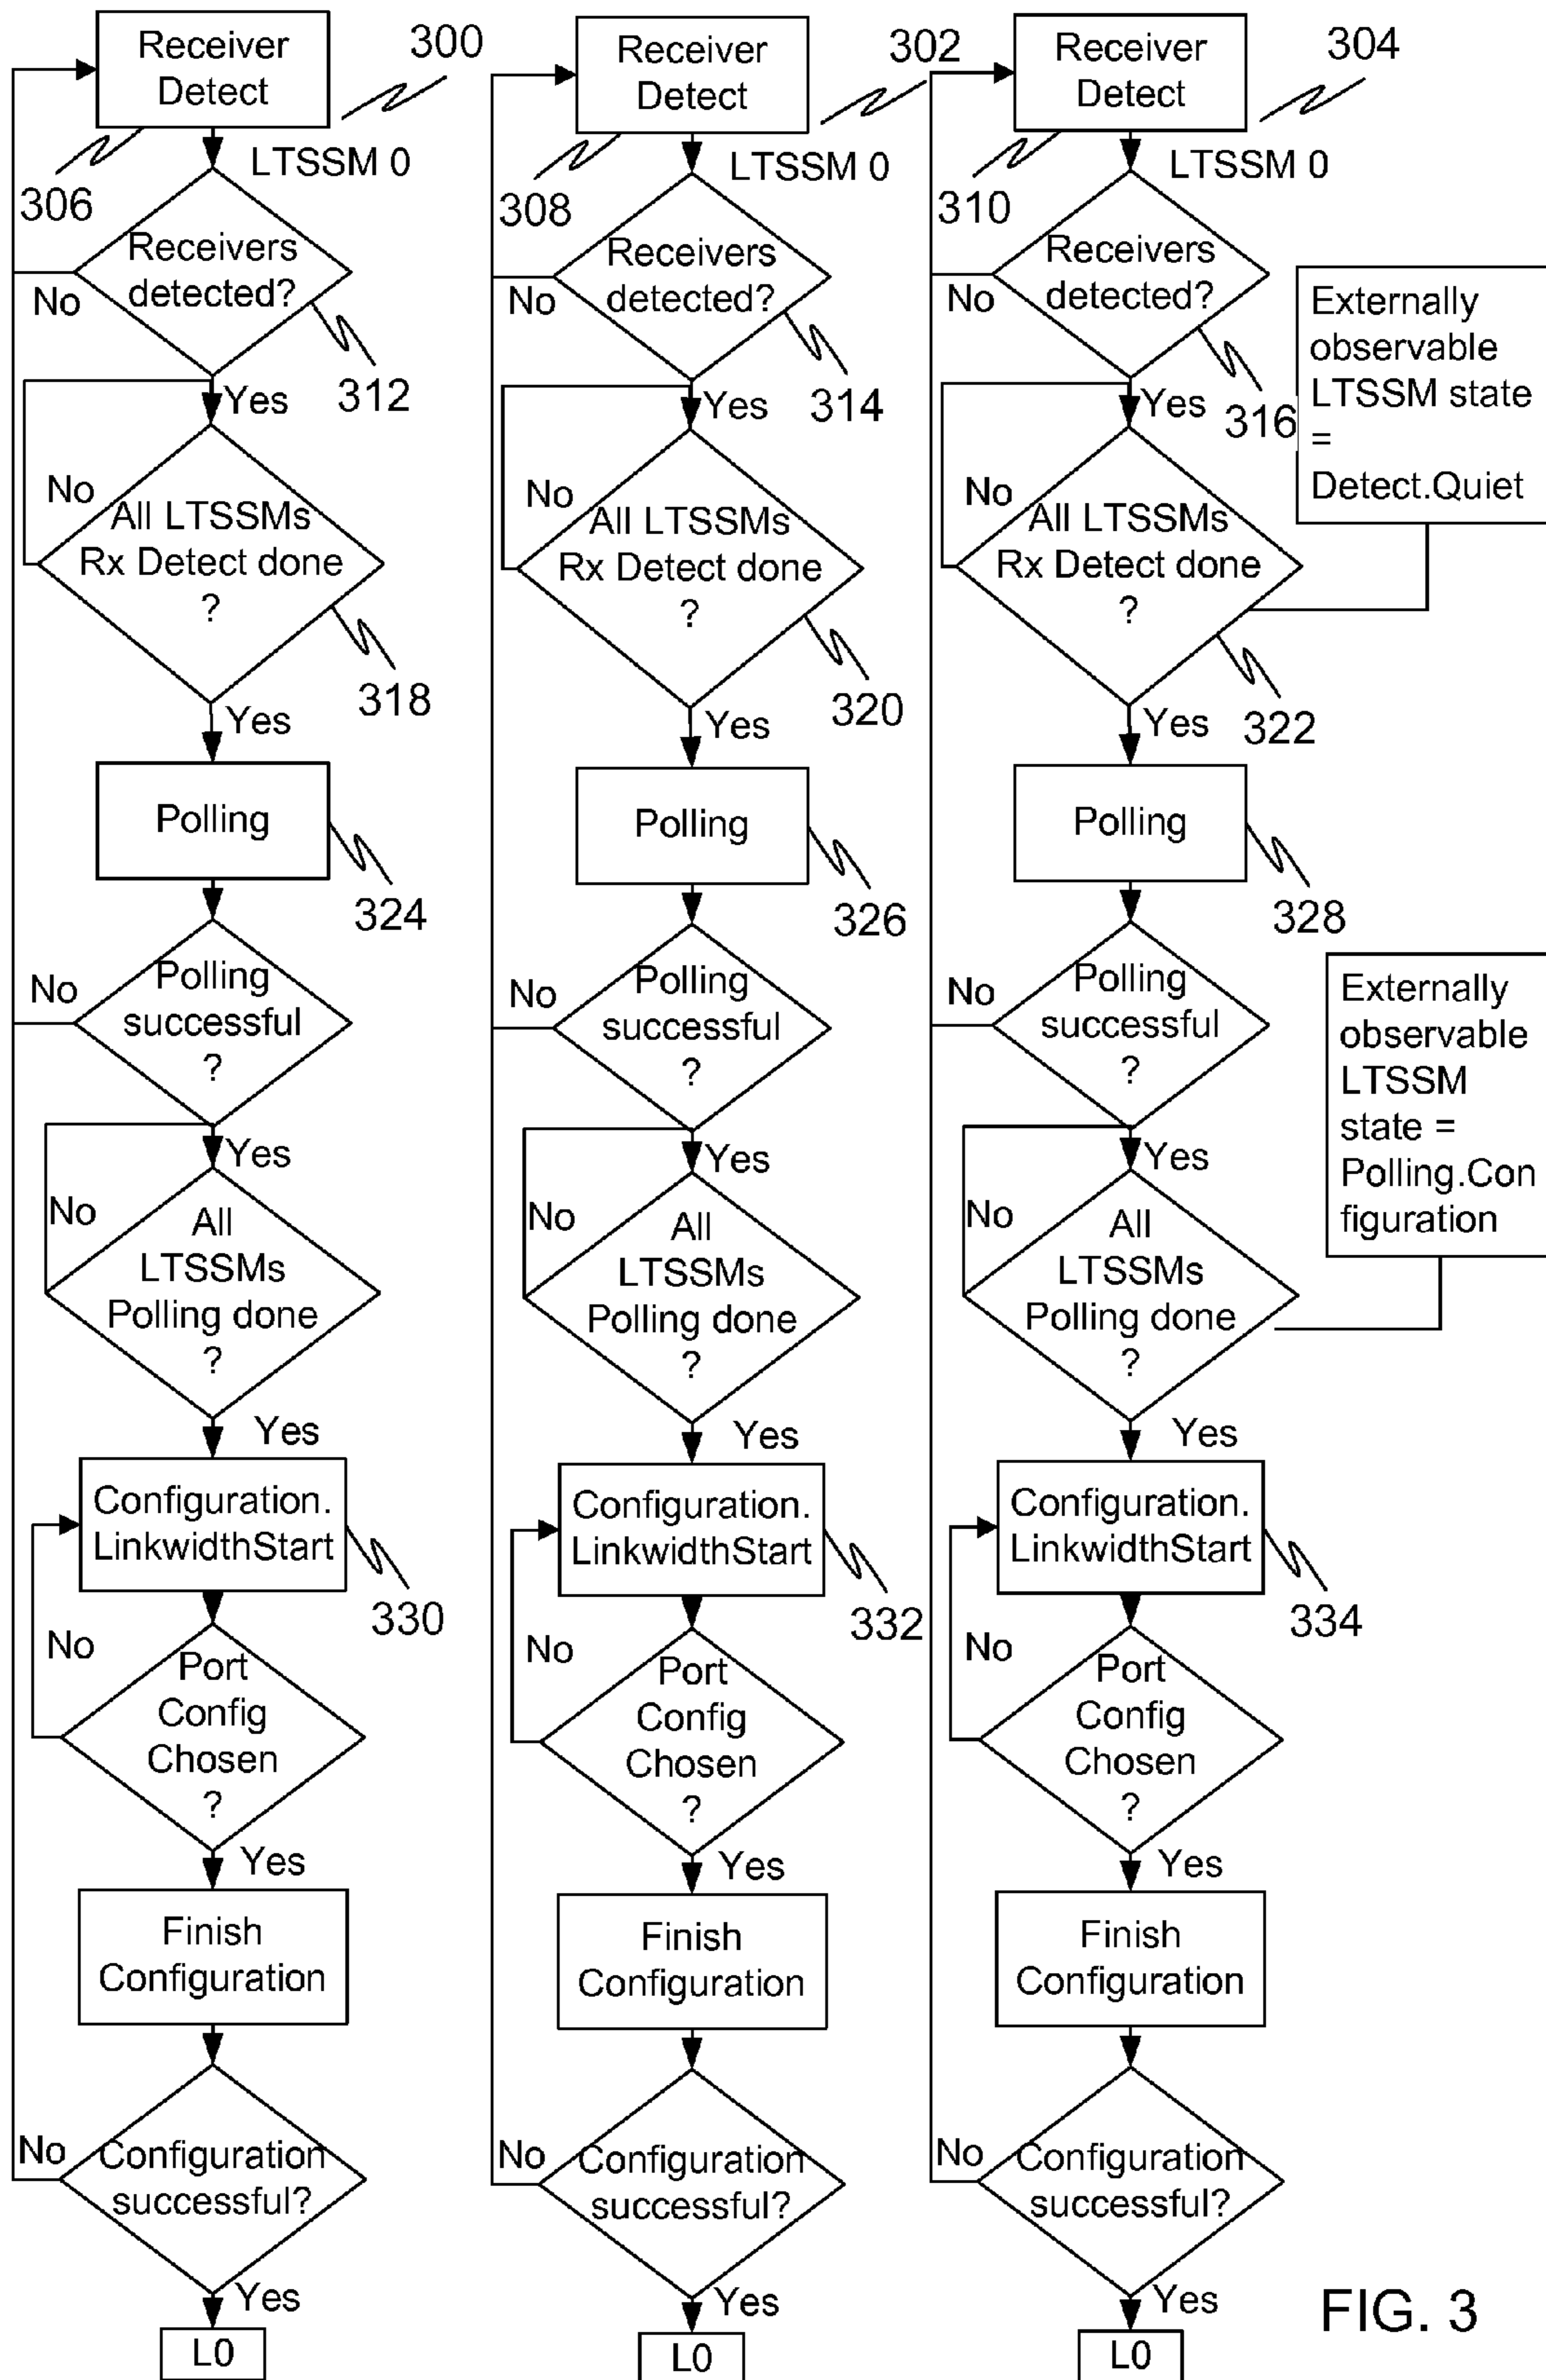 Receiver
Detect
300
306
LTSSM 0
Receivers
detected?
No
312
Yes
No
All LTSSMs
Rx Detect done
?
318
Yes
Polling
324
No
Polling
successful
?
Yes
No
All
LTSSMs
Polling done
?
Yes
Configuration.
LinkwidthStart
330
No
Port
Config
Chosen
?
Yes
Finish
Configuration
No
Configuration
successful?
Yes
L0
Receiver
Detect
302
308
LTSSM 0
Receivers
detected?
No
314
Yes
No
All LTSSMs
Rx Detect done
?
320
Yes
Polling
326
No
Polling
successful
?
Yes
No
All
LTSSMs
Polling done
?
Yes
Configuration.
LinkwidthStart
332
No
Port
Config
Chosen
?
Yes
Finish
Configuration
No
Configuration
successful?
Yes
L0
Receiver
Detect
304
310
LTSSM 0
Receivers
detected?
No
316
Yes
Externally
observable
LTSSM state
=
Detect.Quiet
No
All LTSSMs
Rx Detect done
?
322
Yes
Polling
328
No
Polling
successful
?
Externally
observable
LTSSM
state =
Polling.Con
figuration
Yes
No
All
LTSSMs
Polling done
?
Yes
Configuration.
LinkwidthStart
334
No
Port
Config
Chosen
?
Yes
Finish
Configuration
No
Configuration
successful?
Yes
L0
FIG. 3